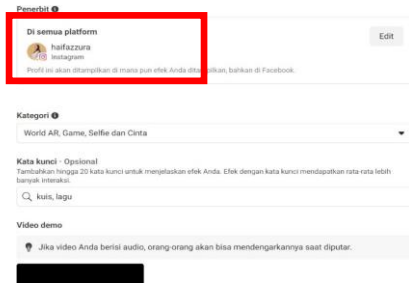 Penerbit
Di semua platform
Edit
haifazzura
Instagram
Profil ini akan ditampilkan di mana pun efek Anda ditampilkan, bahkan di Facebook.
Kategori
World AR, Game, Selfie dan Cinta
Kata kunci · Opsional
Tambahkan hingga 20 kata kunci untuk menjelaskan efek Anda. Efek dengan kata kunci mendapatkan rata-rata lebih
banyak interaksi.
kuis, lagu
Video demo
Jika video Anda berisi audio, orang-orang akan bisa mendengarkannya saat diputar.